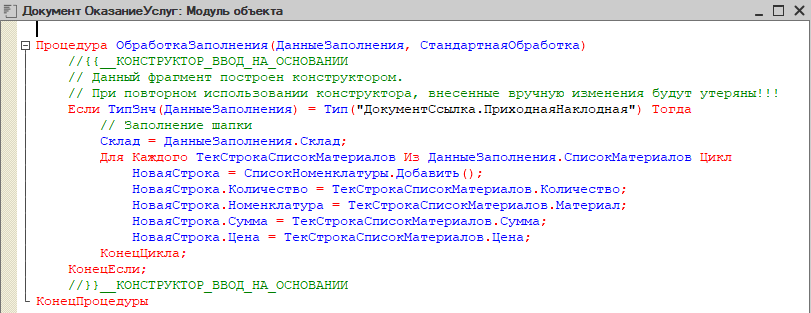 Документ ОказаниеУслуг: Модуль объекта
Процедура ОбработкаЗаполнения(ДанныеЗаполнения, СтандартнаяОбработка)
//{{__КОНСТРУКТОР_ВВОД_НА_ОСНОВАНИИ
// Данный фрагмент построен конструктором.
// При повторном использовании конструктора, внесенные вручную изменения будут утеряны!!!
Если ТипЗнч(ДанныеЗаполнения) = Тип("ДокументСсылка.ПриходнаяНаклодная") Тогда
// Заполнение шапки
Склад = ДанныеЗаполнения.Склад;
Для Каждого ТекСтрокаСписокМатериалов Из ДанныеЗаполнения.СписокМатериалов Цикл
НоваяСтрока = СписокНоменклатуры.Добавить();
НоваяСтрока.Количество = ТекСтрокаСписокМатериалов.Количество;
НоваяСтрока.Номенклатура = ТекСтрокаСписокМатериалов.Материал;
НоваяСтрока.Сумма = ТекСтрокаСписокМатериалов.Сумма;
НоваяСтрока.Цена = ТекСтрокаСписокМатериалов.Цена;
КонецЦикла;
КонецЕсли;
//}}__КОНСТРУКТОР_ВВОД_НА_ОСНОВАНИИ
КонецПроцедуры